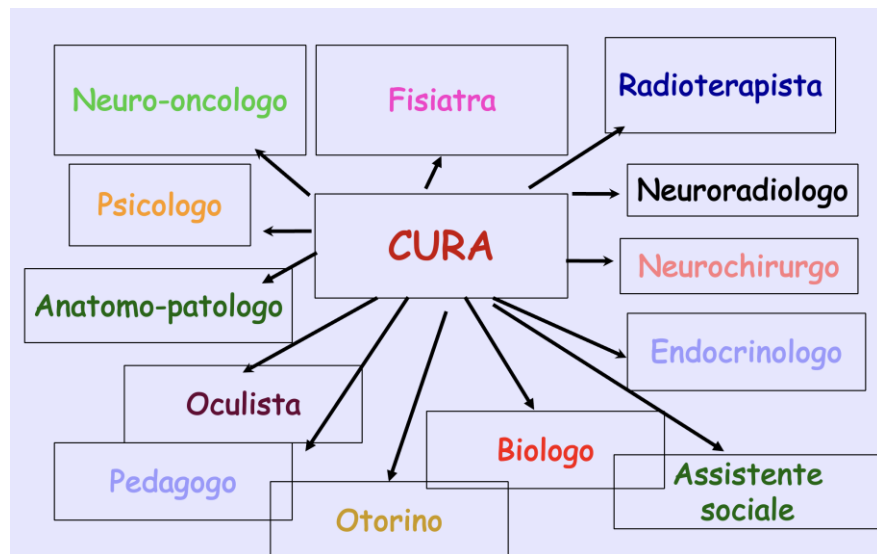 Neuro-oncologo
Fisiatra
Radioterapista
Psicologo
Neuroradiologo
CURA
Neurochirurgo
Anatomo-patologo
Endocrinologo
Oculista
Biologo
Pedagogo
Assistente
sociale
Otorino